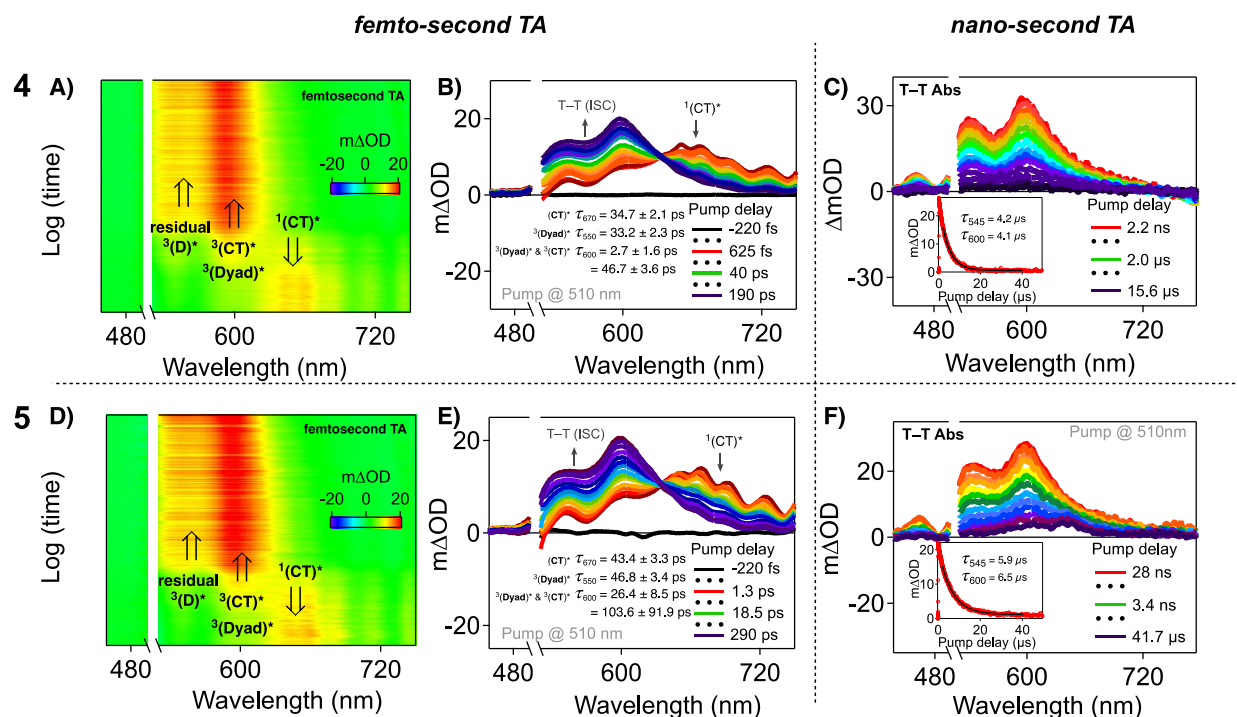 femto-second TA
nano-second TA
4
A)
femtosecond TA
mΔOD
-20 0 20
residual
³(D)*
³(CT)*
³(Dyad)*
¹(CT)*
Log (time)
480 600 720
Wavelength (nm)
B)
T–T (ISC)
¹(CT)*
20
0
-20
mΔOD
(CT)* τ670 = 34.7 ± 2.1 ps
³(Dyad)* τ550 = 33.2 ± 2.3 ps
³(Dyad)* & ³(CT)* τ600 = 2.7 ± 1.6 ps
= 46.7 ± 3.6 ps
Pump @ 510 nm
Pump delay
-220 fs
625 fs
40 ps
190 ps
480 600 720
Wavelength (nm)
C)
T–T Abs
30
0
-30
ΔmOD
mΔOD
20
0
τ545 = 4.2 µs
τ600 = 4.1 µs
0 20 40
Pump delay (µs)
Pump delay
2.2 ns
2.0 µs
15.6 µs
480 600 720
Wavelength (nm)
5
D)
femtosecond TA
mΔOD
-20 0 20
residual
³(D)*
³(CT)*
³(Dyad)*
¹(CT)*
Log (time)
480 600 720
Wavelength (nm)
E)
T–T (ISC)
¹(CT)*
20
0
-20
mΔOD
(CT)* τ670 = 43.4 ± 3.3 ps
³(Dyad)* τ550 = 46.8 ± 3.4 ps
³(Dyad)* & ³(CT)* τ600 = 26.4 ± 8.5 ps
= 103.6 ± 91.9 ps
Pump @ 510 nm
Pump delay
-220 fs
1.3 ps
18.5 ps
290 ps
480 600 720
Wavelength (nm)
F)
T–T Abs
Pump @ 510nm
20
0
-20
mΔOD
mΔOD
20
0
τ545 = 5.9 µs
τ600 = 6.5 µs
0 20 40
Pump delay (µs)
Pump delay
28 ns
3.4 ns
41.7 µs
480 600 720
Wavelength (nm)